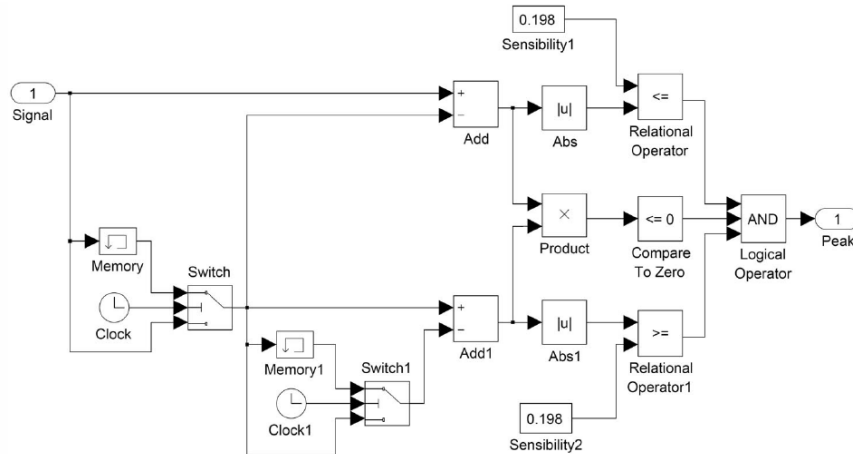 0.198
Sensibility1
1
Signal
+
−
Add
|u|
Abs
<=
Relational
Operator
Memory
Switch
Clock
×
Product
<= 0
Compare
To Zero
AND
Logical
Operator
1
Peak
+
−
Add1
|u|
Abs1
>=
Relational
Operator1
Memory1
Switch1
Clock1
0.198
Sensibility2